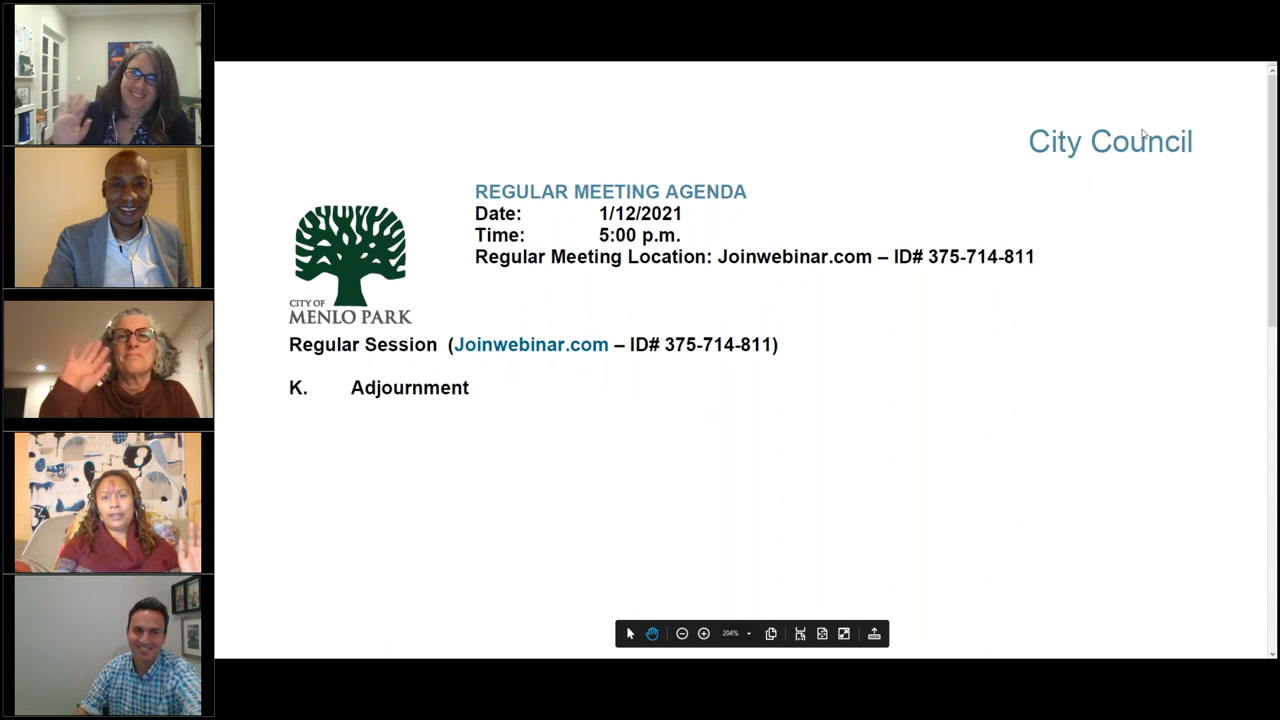 City Council
REGULAR MEETING AGENDA
Date: 1/12/2021
Time: 5:00 p.m.
Regular Meeting Location: Joinwebinar.com – ID# 375-714-811
CITY OF
MENLO PARK
Regular Session (Joinwebinar.com – ID# 375-714-811)
K. Adjournment
204%